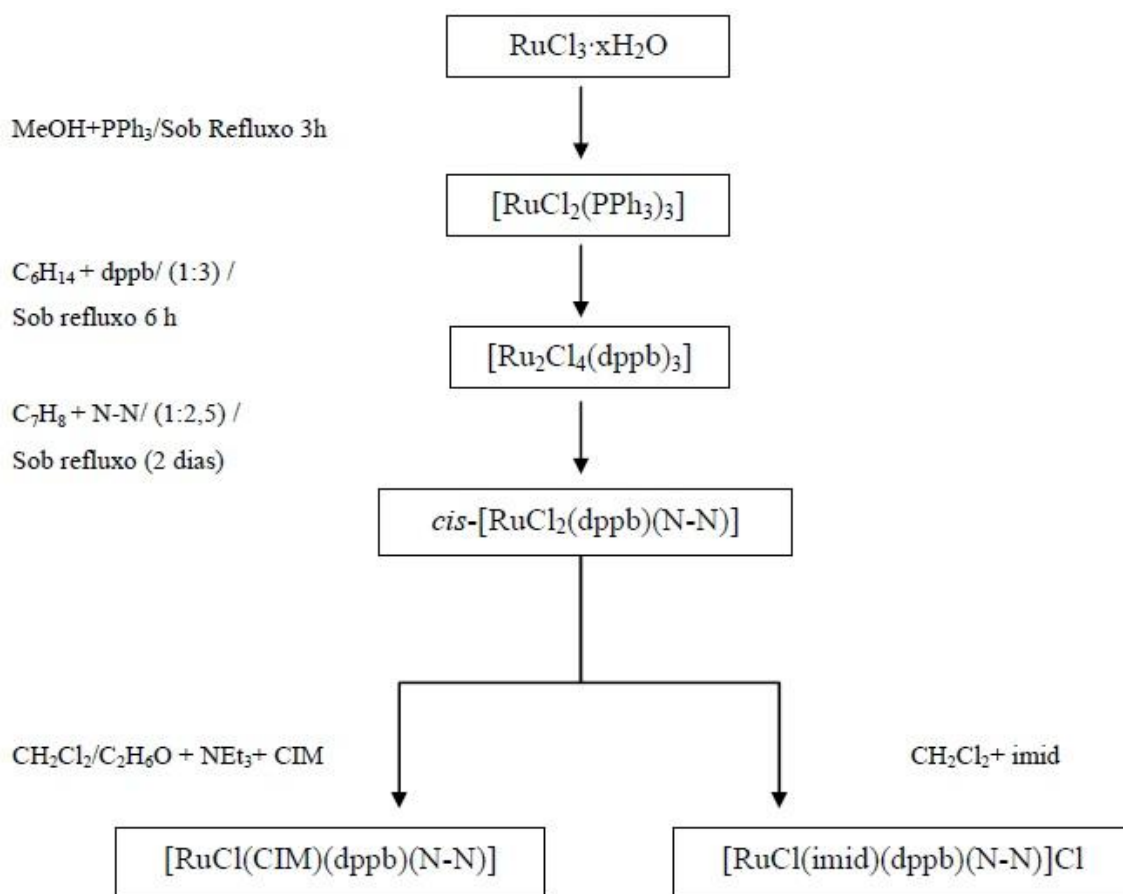 RuCl₃·xH₂O
MeOH+PPh₃/Sob Refluxo 3h
[RuCl₂(PPh₃)₃]
C₆H₁₄ + dppb/ (1:3) /
Sob refluxo 6 h
[Ru₂Cl₄(dppb)₃]
C₇H₈ + N-N/ (1:2,5) /
Sob refluxo (2 dias)
cis-[RuCl₂(dppb)(N-N)]
CH₂Cl₂/C₂H₆O + NEt₃+ CIM
CH₂Cl₂+ imid
[RuCl(CIM)(dppb)(N-N)]
[RuCl(imid)(dppb)(N-N)]Cl